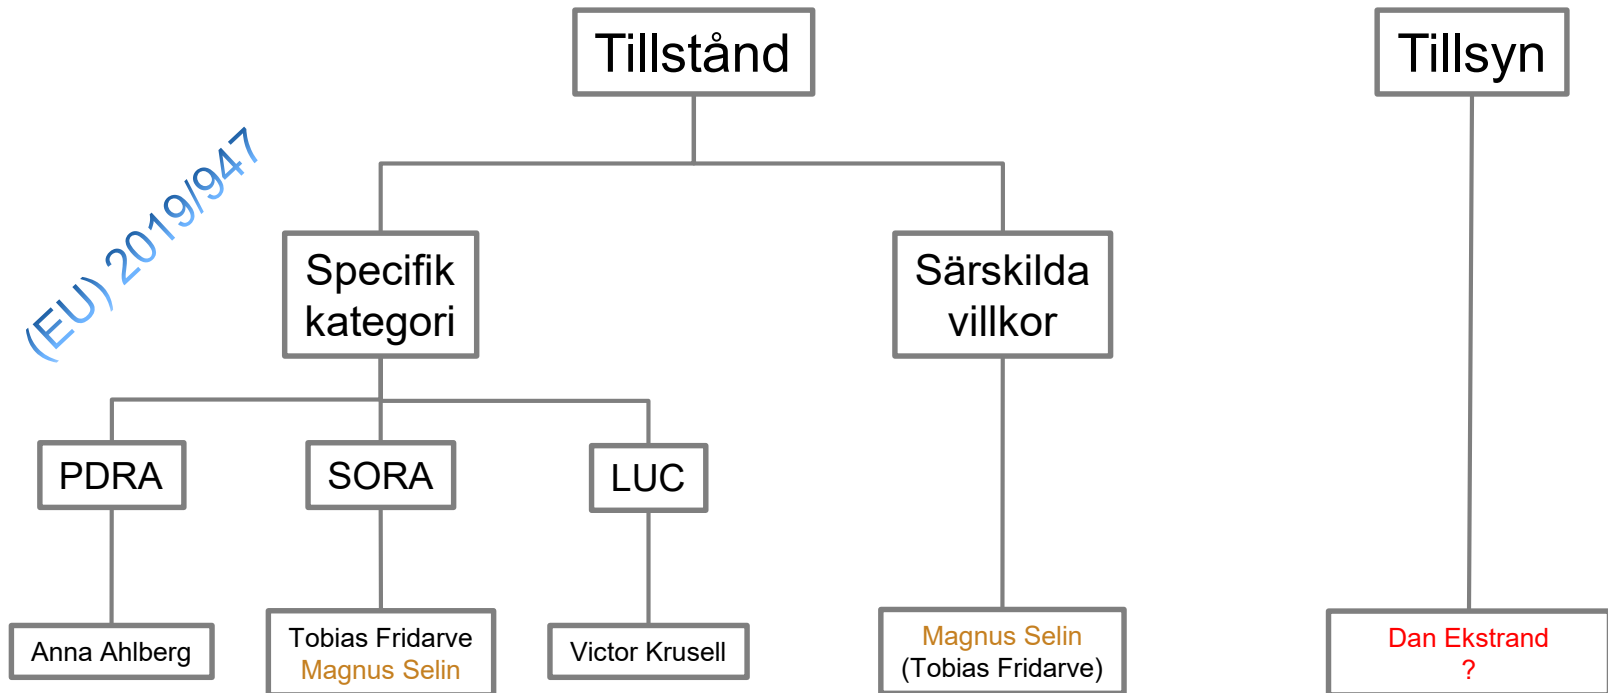 Tillstånd
Tillsyn
(EU) 2019/947
Specifik
kategori
Särskilda
villkor
PDRA
SORA
LUC
Anna Ahlberg
Tobias Fridarve
Magnus Selin
Victor Krusell
Magnus Selin
(Tobias Fridarve)
Dan Ekstrand
?